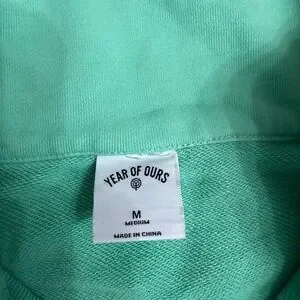 YEAR OF OURS
M
MEDIUM
MADE IN CHINA